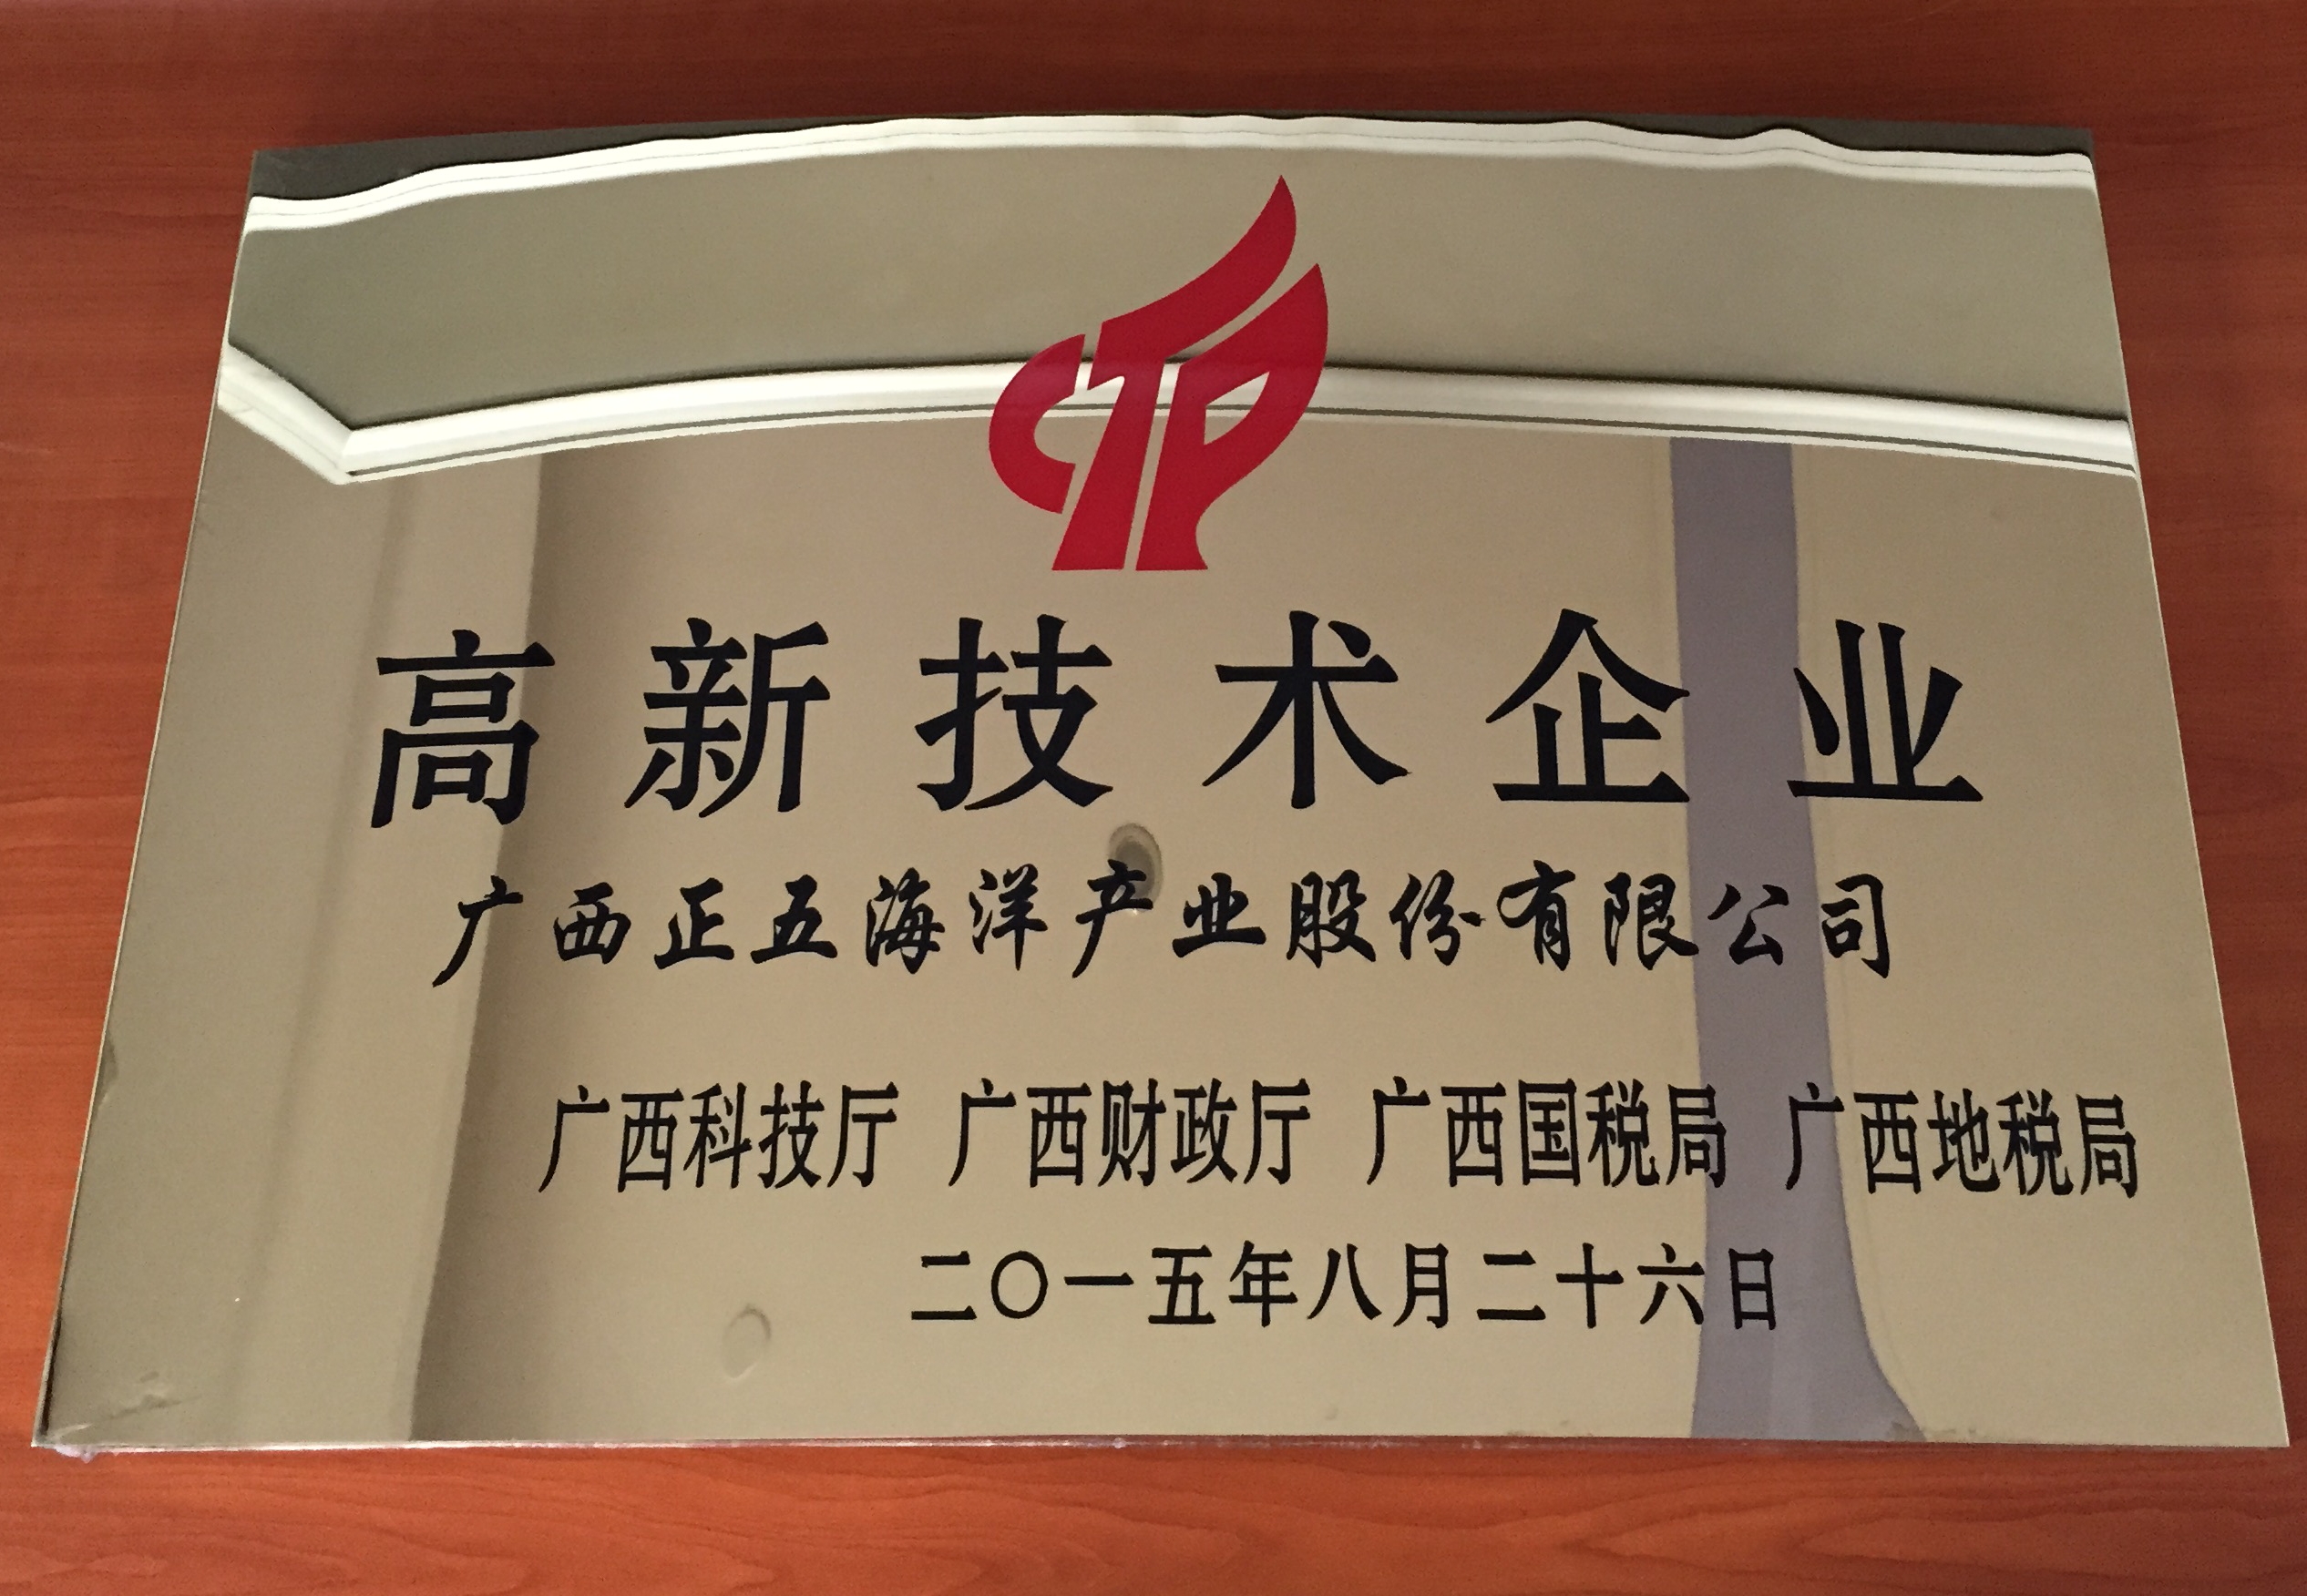 高新技术企业
广西正五海洋产业股份有限公司
广西科技厅 广西财政厅 广西国税局 广西地税局
二〇一五年八月二十六日